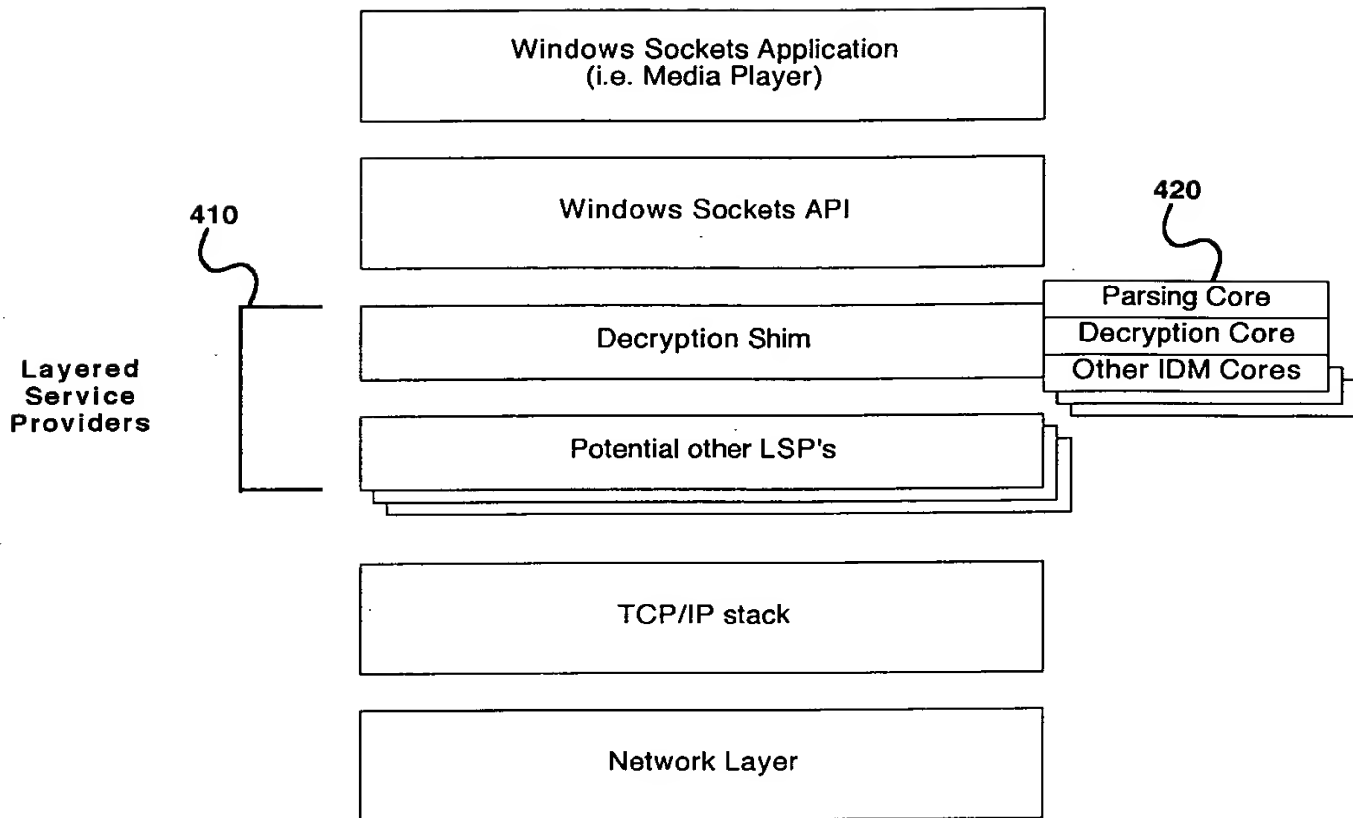 Windows Sockets Application
(i.e. Media Player)
Windows Sockets API
410
420
Parsing Core
Decryption Shim
Decryption Core
Other IDM Cores
Layered
Service
Providers
Potential other LSP's
TCP/IP stack
Network Layer